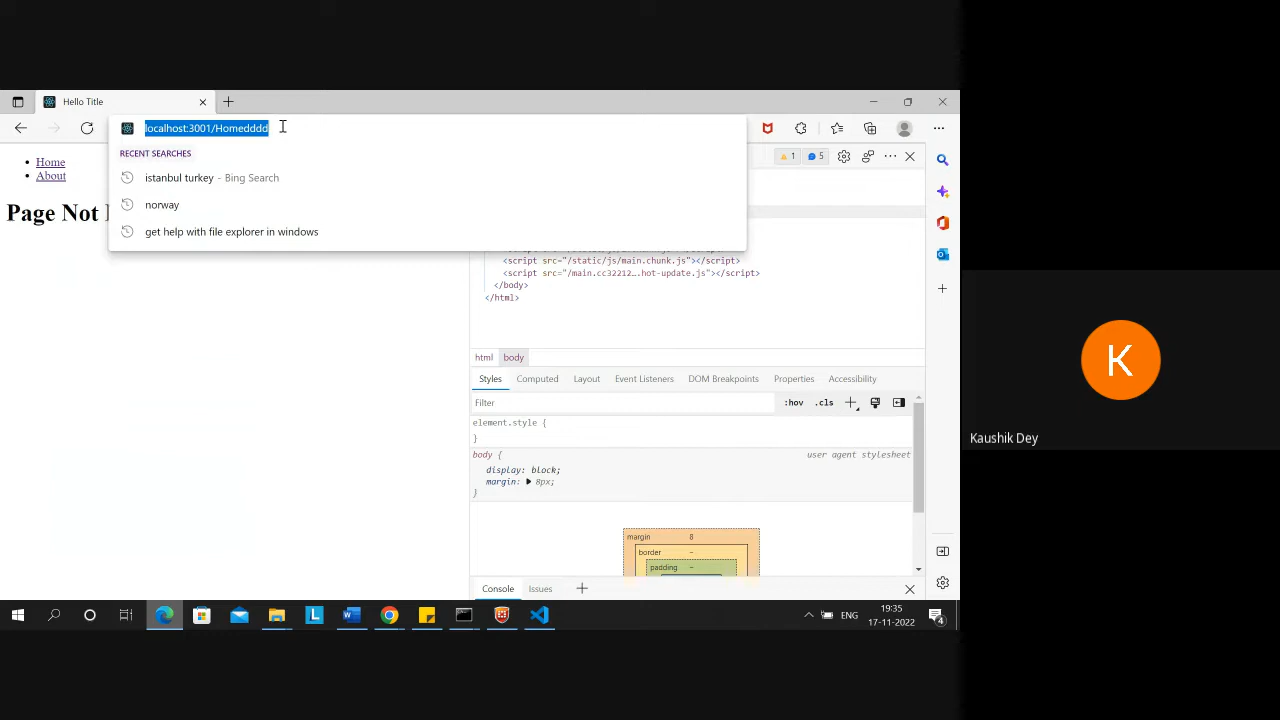 Hello Title
localhost:3001/Homedddd
RECENT SEARCHES
istanbul turkey - Bing Search
norway
get help with file explorer in windows
Home
About
Page Not
1
5
<script src="/static/js/main.chunk.js"></script>
<script src="/main.cc32212...hot-update.js"></script>
</body>
</html>
html body
Styles Computed Layout Event Listeners DOM Breakpoints Properties Accessibility
Filter :hov .cls
element.style {
}
body { user agent stylesheet
display: block;
margin: 8px;
}
margin 8
border -
padding -
Console Issues
K
Kaushik Dey
ENG
19:35
17-11-2022
4